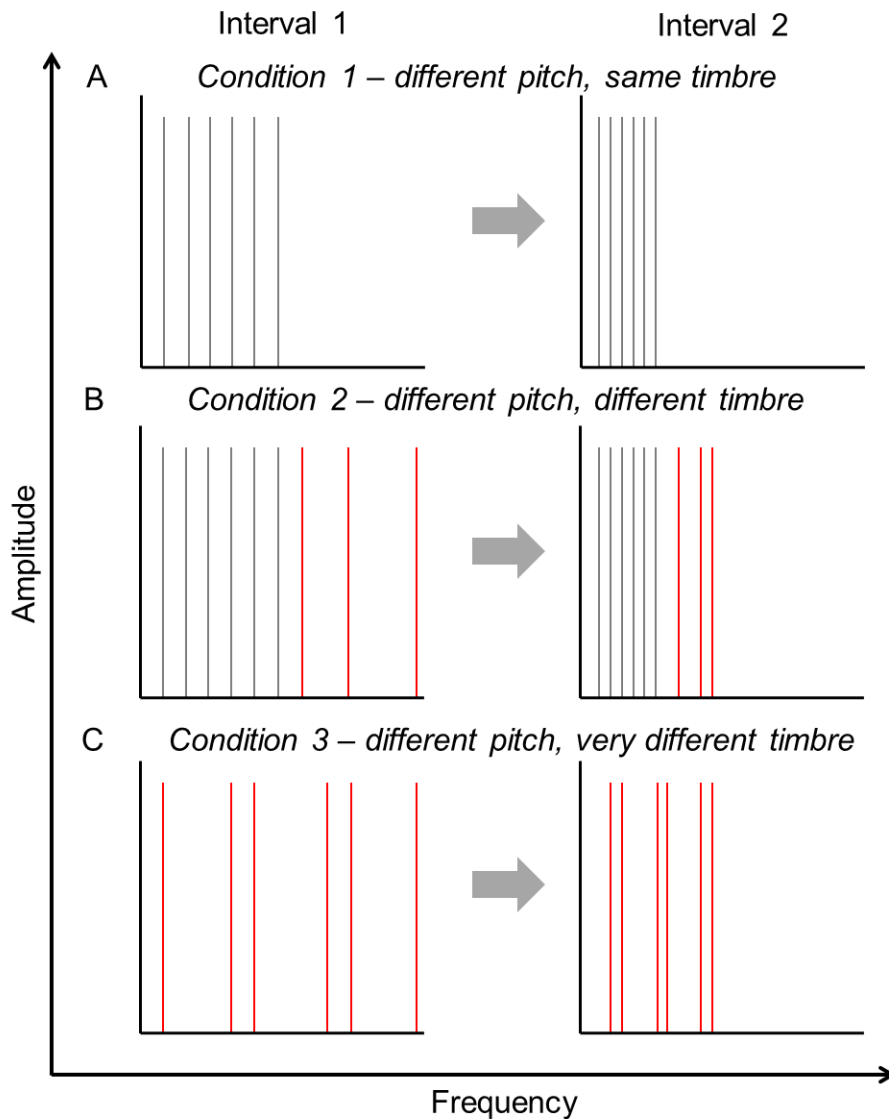 Interval 1
Interval 2
A
Condition 1 – different pitch, same timbre
B
Condition 2 – different pitch, different timbre
C
Condition 3 – different pitch, very different timbre
Amplitude
Frequency